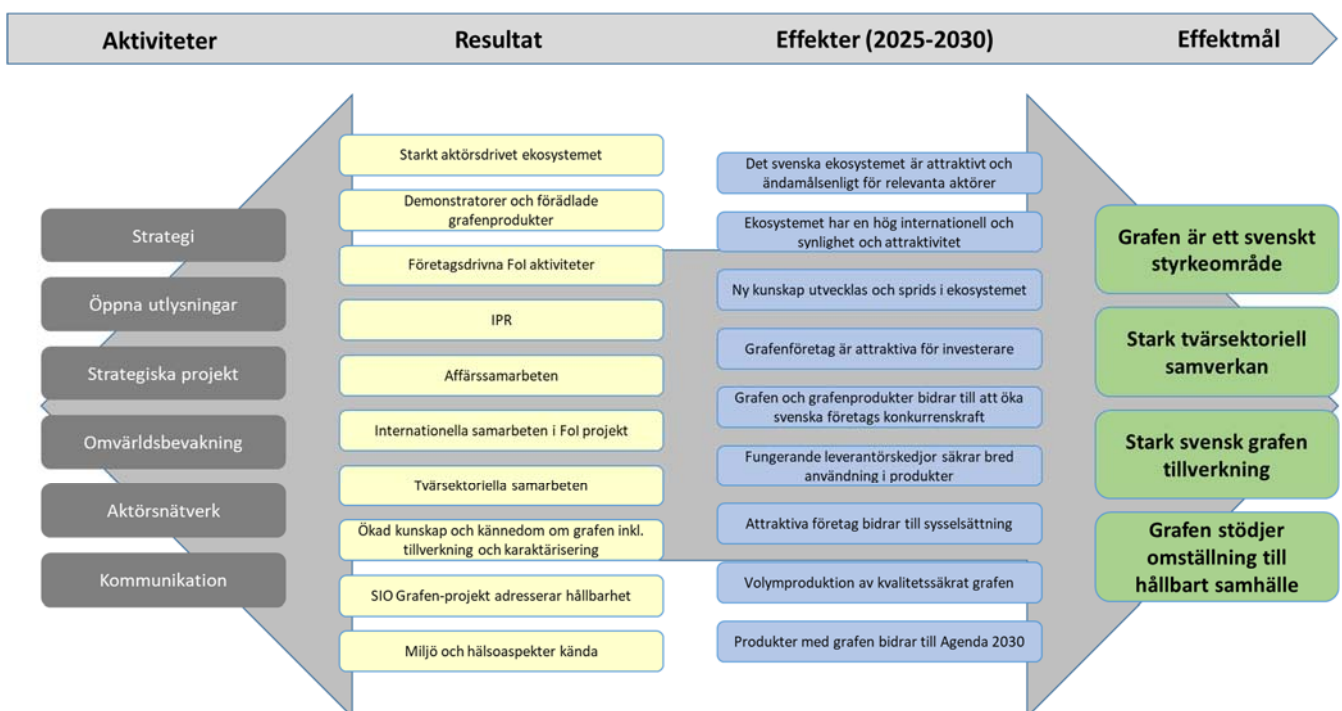 Aktiviteter
Resultat
Effekter (2025-2030)
Effektmål
Strategi
Öppna utlysningar
Strategiska projekt
Omvärldsbevakning
Aktörsnätverk
Kommunikation
Starkt aktörsdrivet ekosystemet
Demonstratorer och förädlade
grafenprodukter
Företagsdrivna FoI aktiviteter
IPR
Affärssamarbeten
Internationella samarbeten i FoI projekt
Tvärsektoriella samarbeten
Ökad kunskap och kännedom om grafen inkl.
tillverkning och karaktärisering
SIO Grafen-projekt adresserar hållbarhet
Miljö och hälsoaspekter kända
Det svenska ekosystemet är attraktivt och
ändamålsenligt för relevanta aktörer
Ekosystemet har en hög internationell och
synlighet och attraktivitet
Ny kunskap utvecklas och sprids i ekosystemet
Grafenföretag är attraktiva för investerare
Grafen och grafenprodukter bidrar till att öka
svenska företags konkurrenskraft
Fungerande leverantörskedjor säkrar bred
användning i produkter
Attraktiva företag bidrar till sysselsättning
Volymproduktion av kvalitetssäkrat grafen
Produkter med grafen bidrar till Agenda 2030
Grafen är ett svenskt
styrkeområde
Stark tvärsektoriell
samverkan
Stark svensk grafen
tillverkning
Grafen stödjer
omställning till
hållbart samhälle